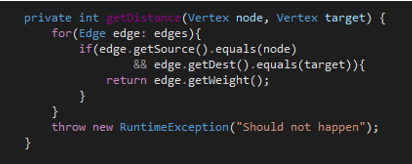 private int getDistance(Vertex node, Vertex target) {
    for(Edge edge: edges){
        if(edge.getSource().equals(node)
                && edge.getDest().equals(target)){
            return edge.getWeight();
        }
    }
    throw new RuntimeException("Should not happen");
}